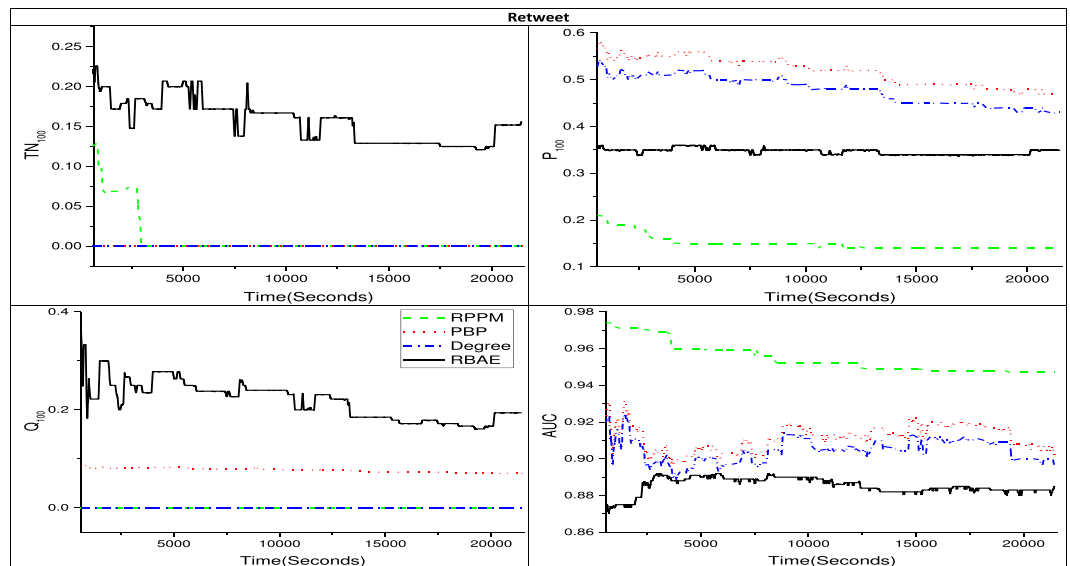 Retweet
TN100
0.25
0.20
0.15
0.10
0.05
0.00
5000 10000 15000 20000
Time(Seconds)
P100
0.6
0.5
0.4
0.3
0.2
0.1
5000 10000 15000 20000
Time(Seconds)
Q100
0.4
0.2
0.0
RPPM
PBP
Degree
RBAE
5000 10000 15000 20000
Time(Seconds)
AUC
0.98
0.96
0.94
0.92
0.90
0.88
0.86
5000 10000 15000 20000
Time(Seconds)